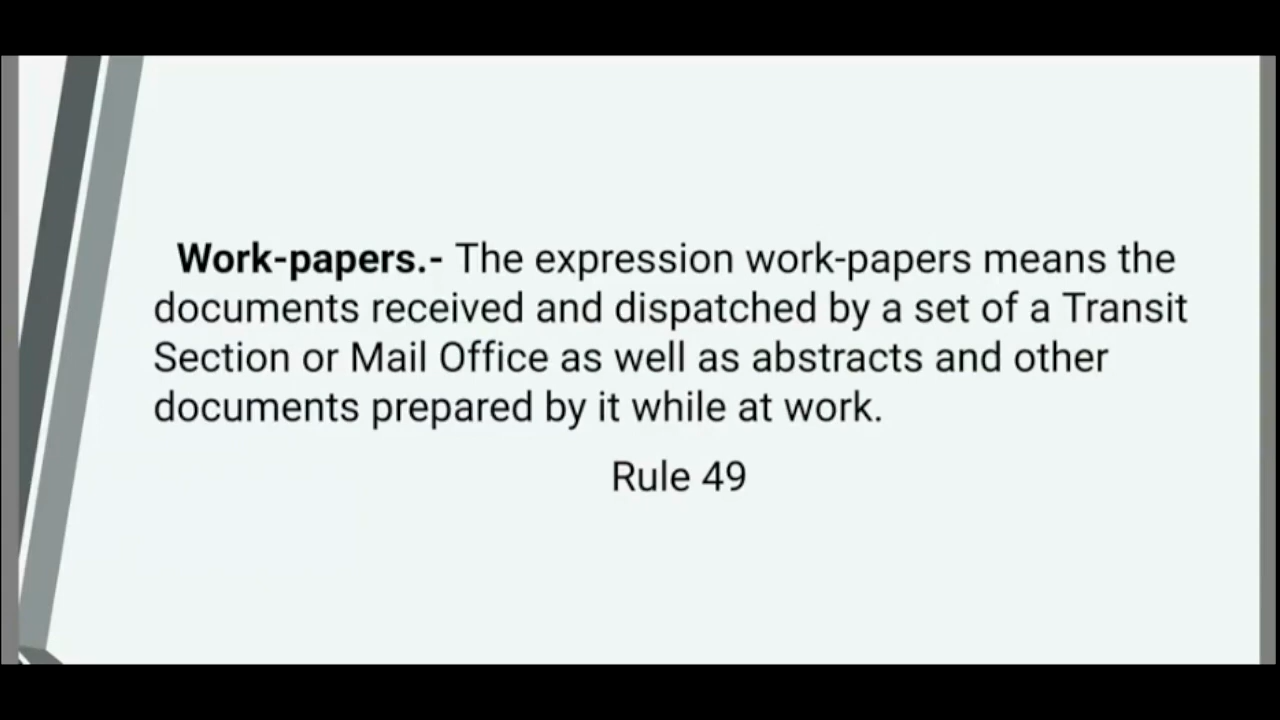 Work-papers.- The expression work-papers means the
documents received and dispatched by a set of a Transit
Section or Mail Office as well as abstracts and other
documents prepared by it while at work.
Rule 49